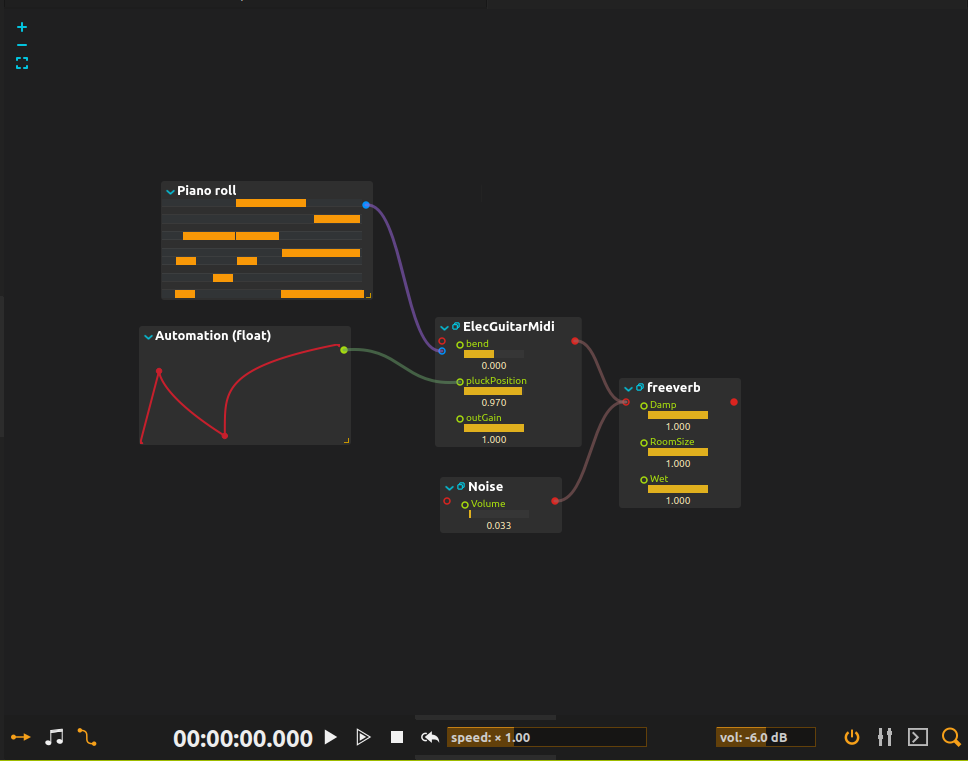 Piano roll
Automation (float)
ElecGuitarMidi
bend
0.000
pluckPosition
0.970
outGain
1.000
freeverb
Damp
1.000
RoomSize
1.000
Wet
1.000
Noise
Volume
0.033
00:00:00.000
speed: × 1.00
vol: -6.0 dB